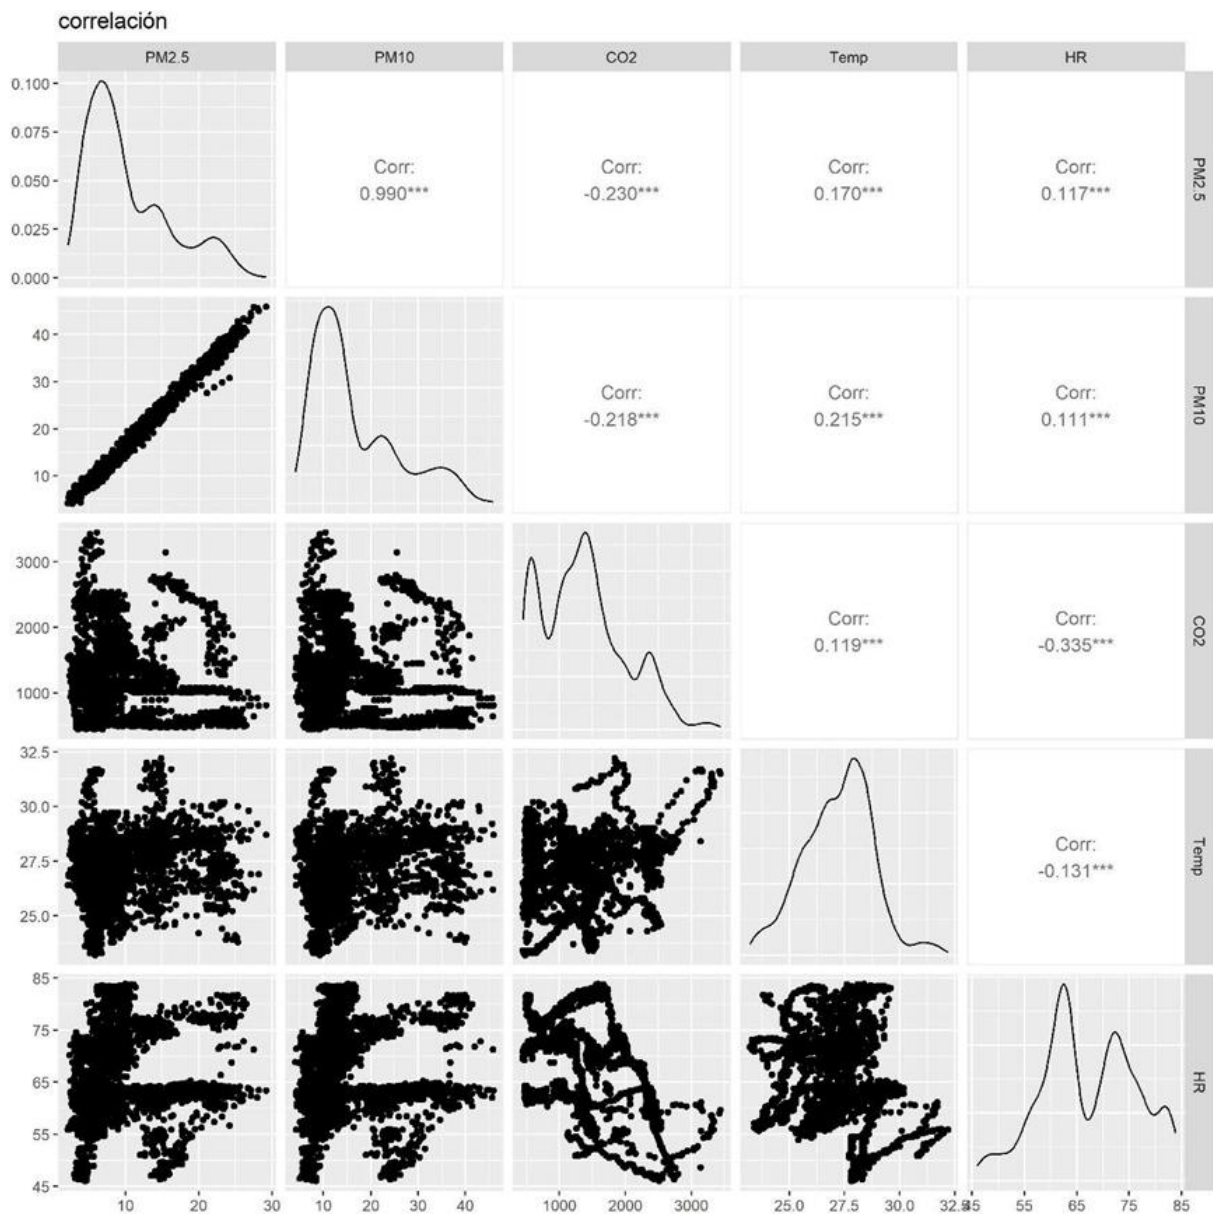 correlación
PM2.5 PM10 CO2 Temp HR
0.100
0.075
0.050
0.025
0.000
Corr:
0.990***
Corr:
-0.230***
Corr:
0.170***
Corr:
0.117***
PM2.5
40
30
20
10
Corr:
-0.218***
Corr:
0.215***
Corr:
0.111***
PM10
3000
2000
1000
Corr:
0.119***
Corr:
-0.335***
CO2
32.5
30.0
27.5
25.0
Corr:
-0.131***
Temp
85
75
65
55
45
HR
10 20 30
10 20 30 40
1000 2000 3000
25.0 27.5 30.0 32.5
45 55 65 75 85